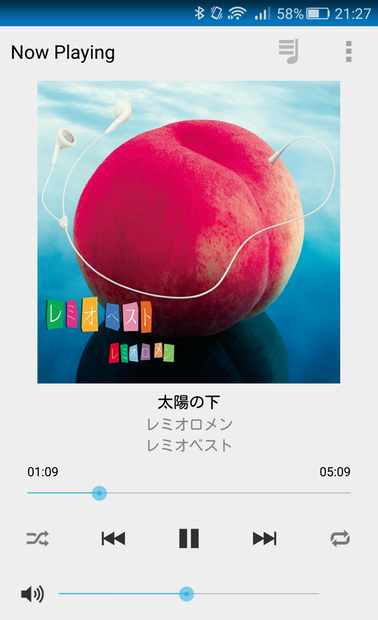 58% 21:27
Now Playing
レミオベスト
レミオロメン
太陽の下
レミオロメン
レミオベスト
01:09 05:09